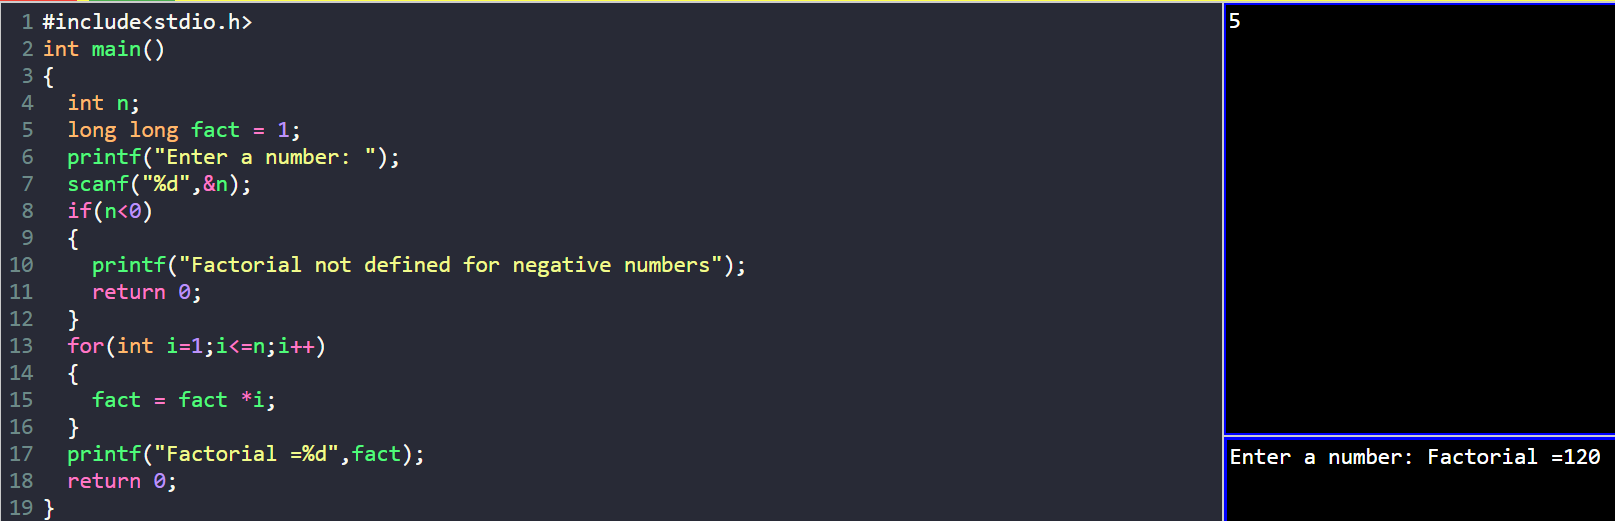 1 #include<stdio.h>
2 int main()
3 {
4   int n;
5   long long fact = 1;
6   printf("Enter a number: ");
7   scanf("%d",&n);
8   if(n<0)
9   {
10     printf("Factorial not defined for negative numbers");
11     return 0;
12   }
13   for(int i=1;i<=n;i++)
14   {
15     fact = fact *i;
16   }
17   printf("Factorial =%d",fact);
18   return 0;
19 }
5
Enter a number: Factorial =120